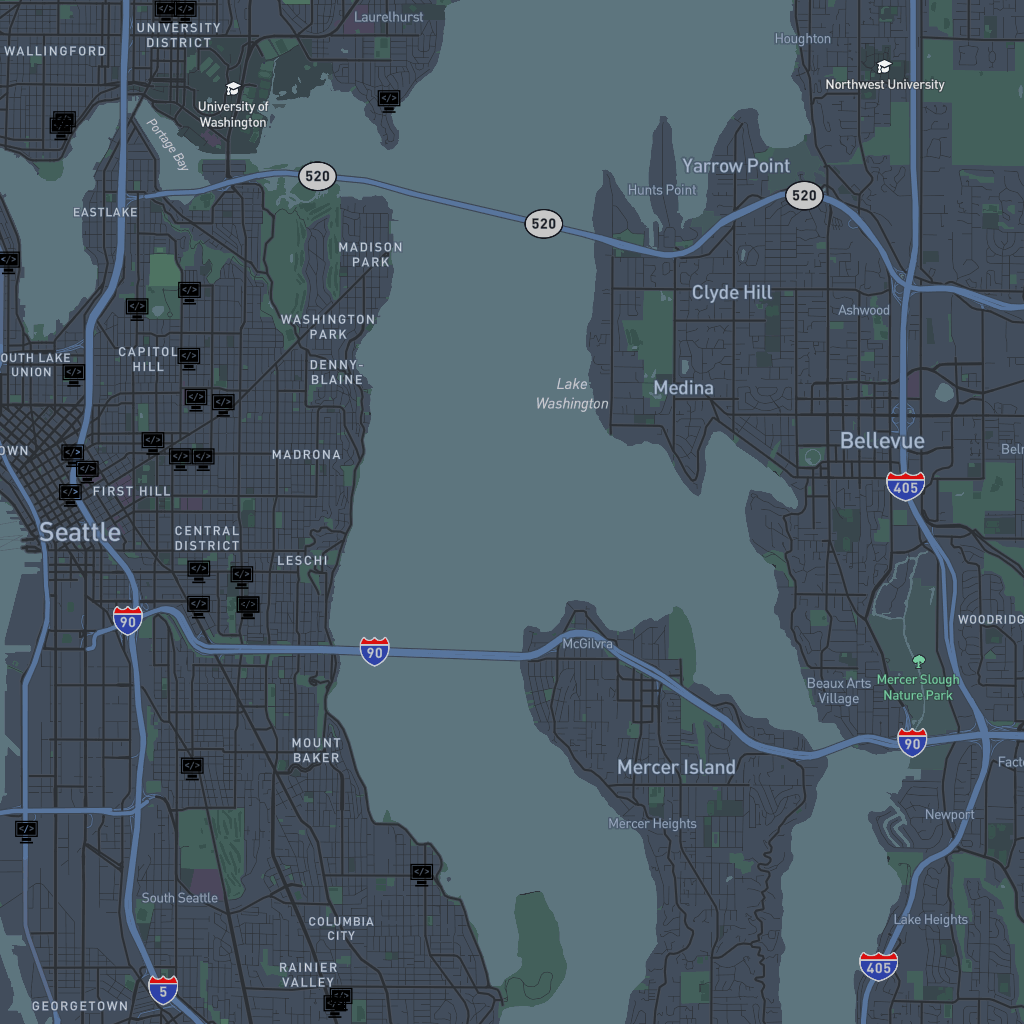 Laurelhurst
UNIVERSITY
DISTRICT
WALLINGFORD
Houghton
Northwest University
University of
Washington
Portage Bay
Yarrow Point
520
Hunts Point
520
EASTLAKE
520
MADISON
PARK
Clyde Hill
Ashwood
WASHINGTON
PARK
CAPITOL
HILL
OUTH LAKE
UNION
DENNY-
BLAINE
Lake
Washington
Medina
Bellevue
OWN
MADRONA
Belr
405
FIRST HILL
Seattle
CENTRAL
DISTRICT
LESCHI
90
WOODRIDG
McGilvra
90
Mercer Slough
Nature Park
Beaux Arts
Village
90
MOUNT
BAKER
Mercer Island
Facto
Newport
Mercer Heights
South Seattle
COLUMBIA
CITY
Lake Heights
405
RAINIER
VALLEY
5
GEORGETOWN